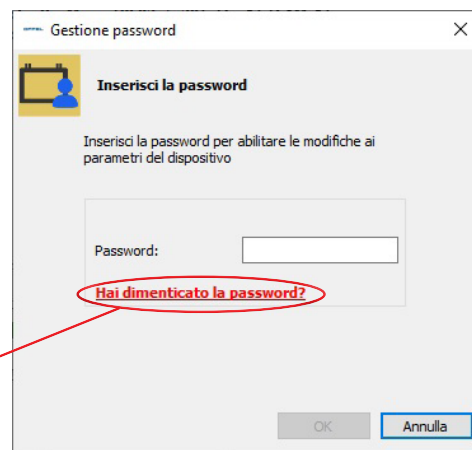 Gestione password
Inserisci la password
Inserisci la password per abilitare le modifiche ai
parametri del dispositivo
Password:
Hai dimenticato la password?
OK
Annulla